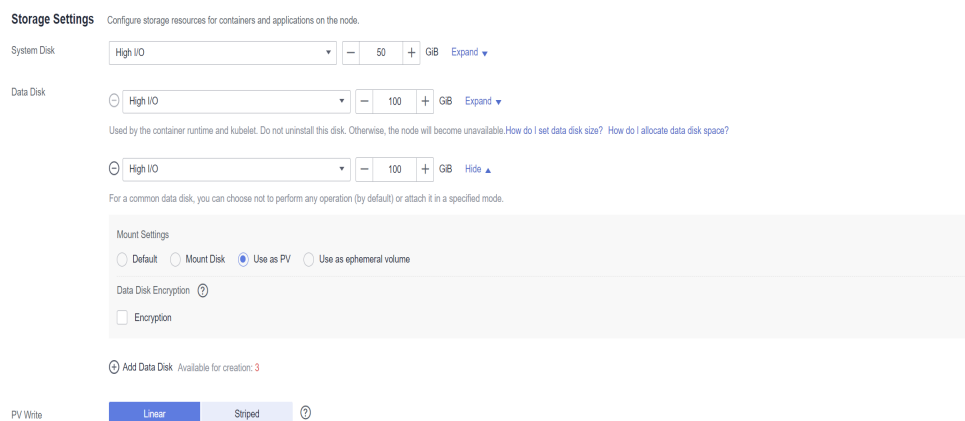 Storage Settings Configure storage resources for containers and applications on the node.
System Disk High I/O − 50 + GiB Expand
Data Disk High I/O − 100 + GiB Expand
Used by the container runtime and kubelet. Do not uninstall this disk. Otherwise, the node will become unavailable.How do I set data disk size? How do I allocate data disk space?
High I/O − 100 + GiB Hide
For a common data disk, you can choose not to perform any operation (by default) or attach it in a specified mode.
Mount Settings
Default Mount Disk Use as PV Use as ephemeral volume
Data Disk Encryption ?
Encryption
Add Data Disk Available for creation: 3
PV Write Linear Striped ?